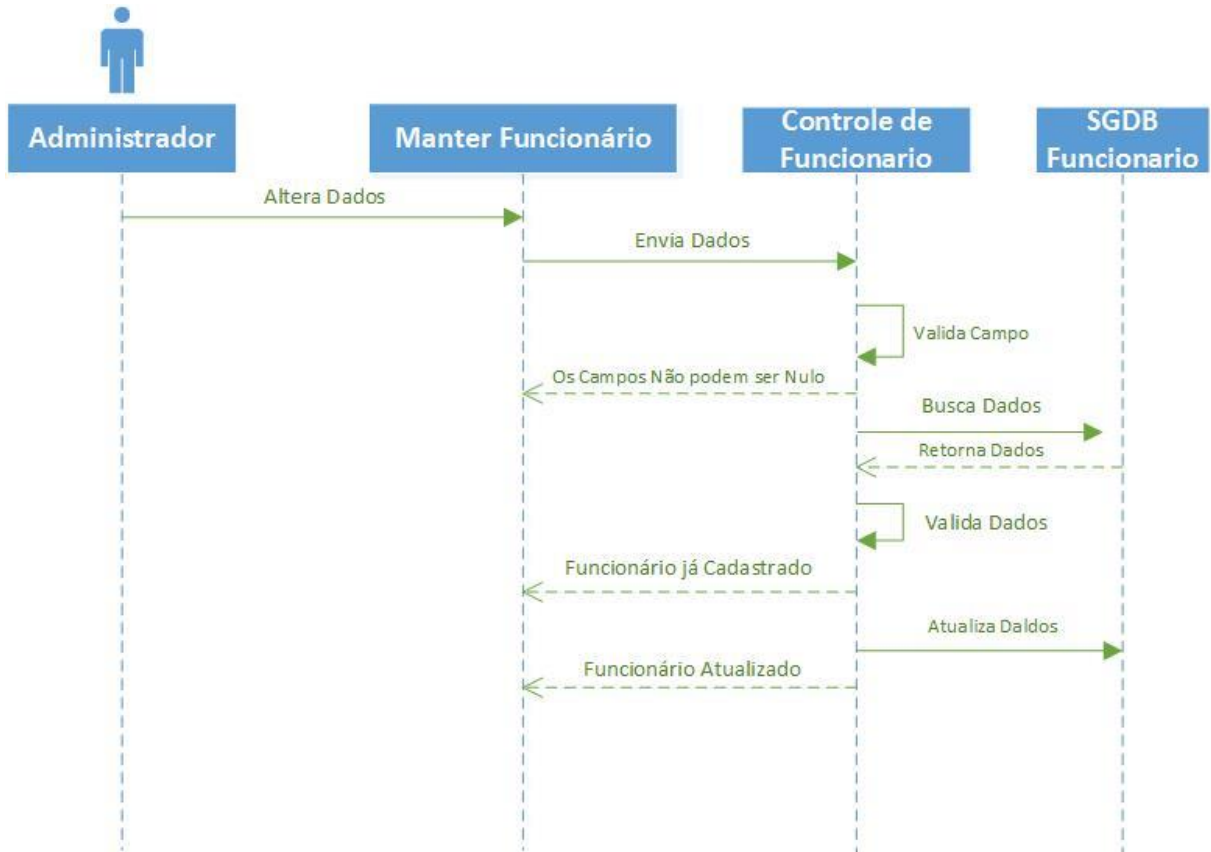 Administrador
Manter Funcionário
Controle de
Funcionario
SGDB
Funcionario
Altera Dados
Envia Dados
Valida Campo
Os Campos Não podem ser Nulo
Busca Dados
Retorna Dados
Valida Dados
Funcionário já Cadastrado
Atualiza Daldos
Funcionário Atualizado